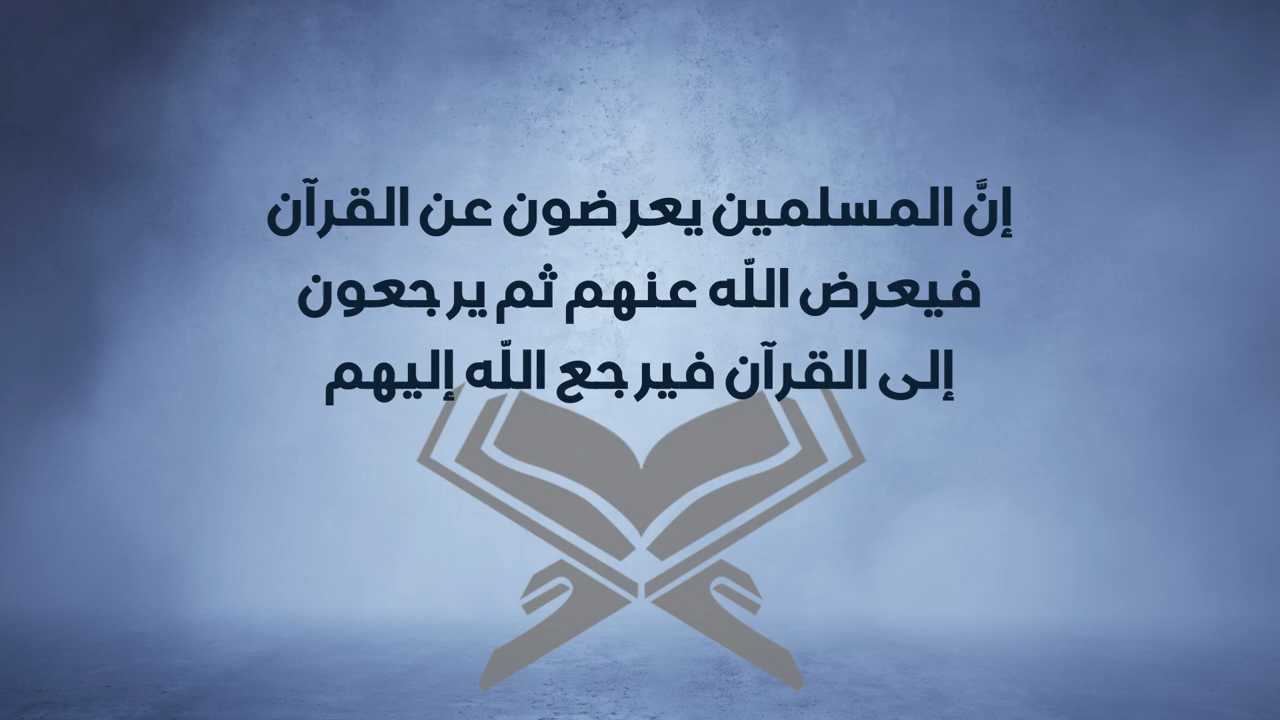 إنَّ المسلمين يعرضون عن القرآن
فيعرض اللّه عنهم ثم يرجعون
إلى القرآن فيرجع اللّه إليهم